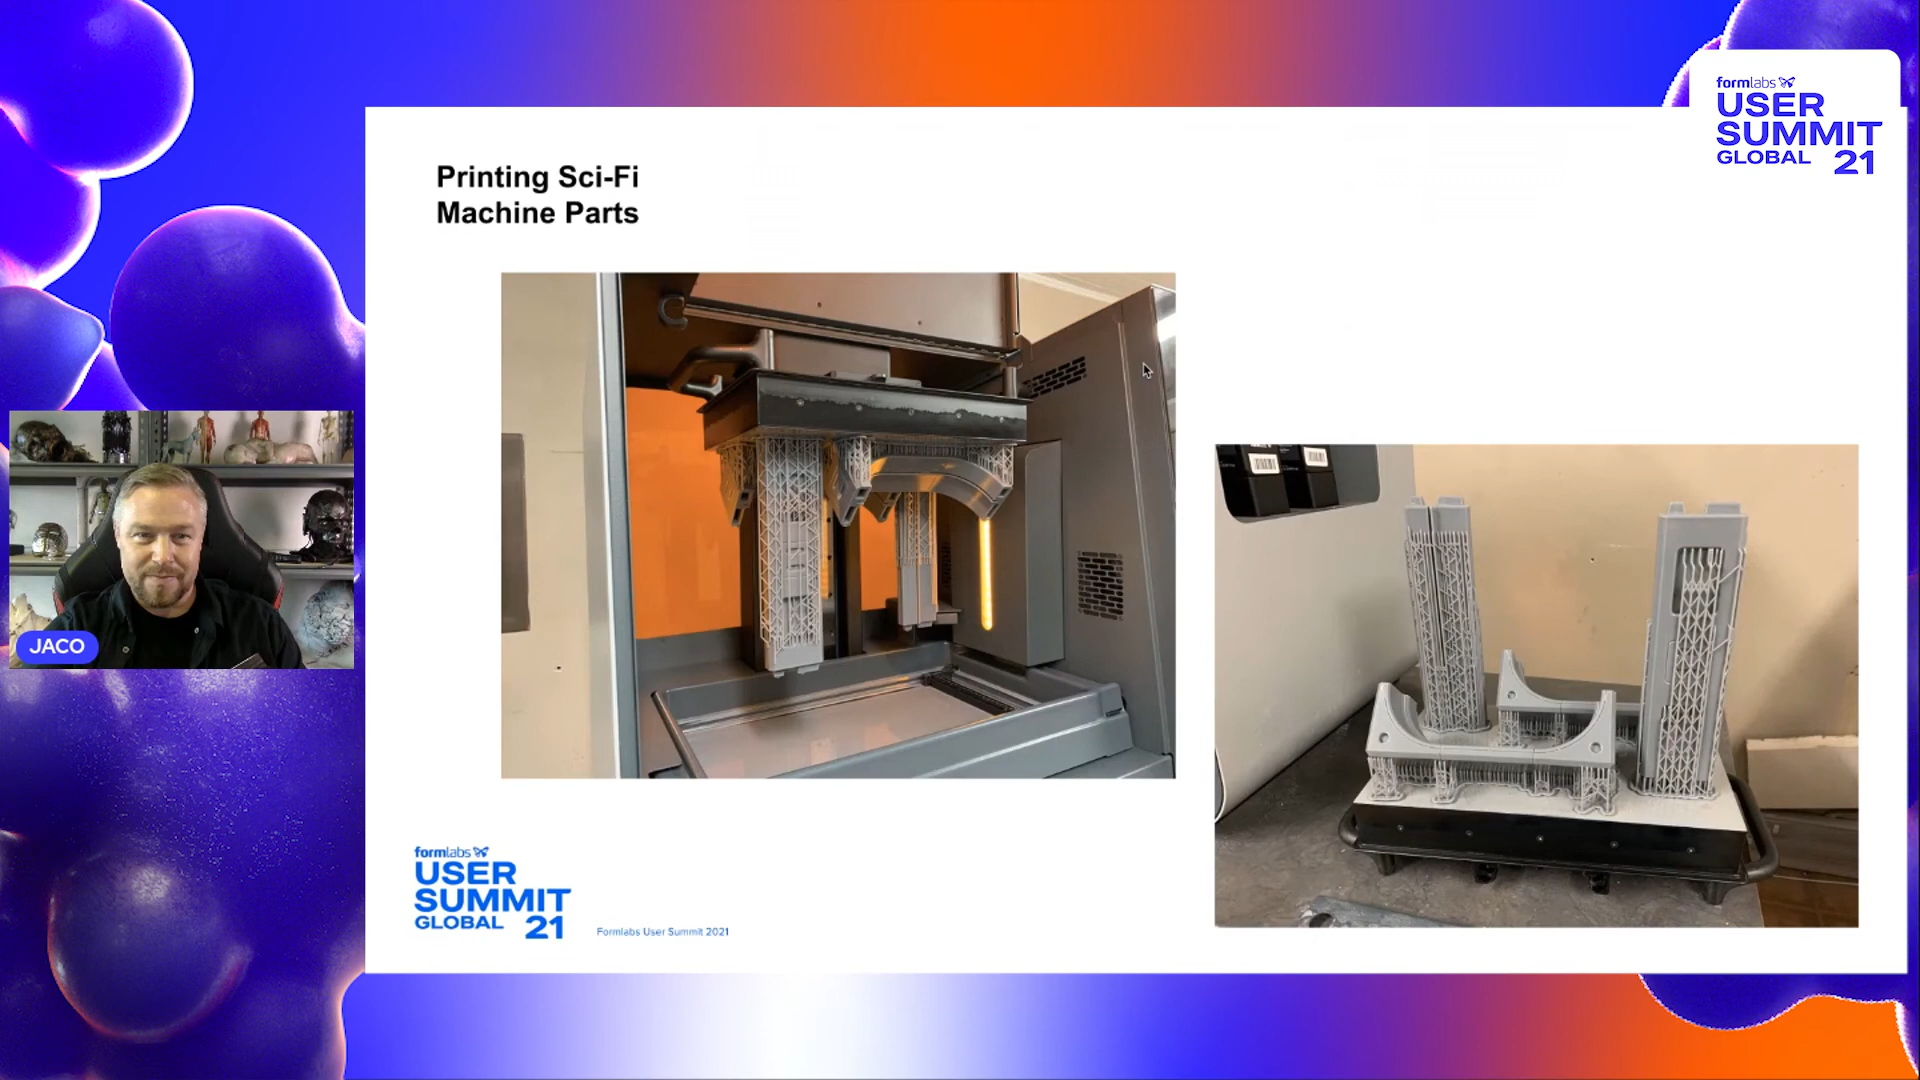 formlabs
USER
SUMMIT
GLOBAL 21
Printing Sci-Fi
Machine Parts
JACO
formlabs
USER
SUMMIT
GLOBAL 21
Formlabs User Summit 2021